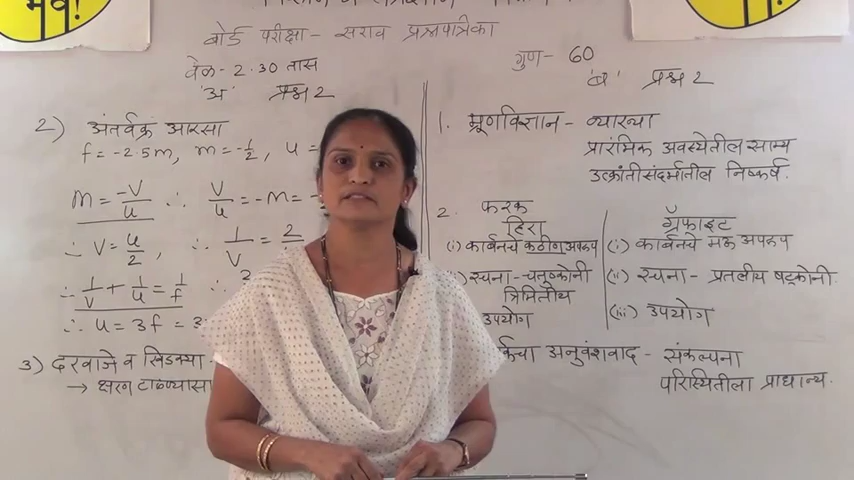 मव!
बोर्ड परीक्षा - सराव प्रश्नपत्रिका
वेळ- 2.30 तास
गुण- 60
'अ' प्रश्न 2
2) अंतर्वक्र आरसा
f = -2.5m, m = -1/2, u =
m = -v/u ∴ v/u = -m =
∴ v = u/2, ∴ 1/v = 2/
∴ 1/v + 1/u = 1/f ∴
∴ u = 3f = 3
3) दरवाजे व खिडक्या
→ क्षरण टाळण्यासा
'ब' प्रश्न 2
1. भ्रूणविज्ञान - व्याख्या
प्रारंभिक अवस्थेतील साम्य
उत्क्रांतीसंदर्भातील निष्कर्ष.
2. फरक
हिरा
(i) कार्बनचे कठीण अपरूप
) रचना - चतुष्कोनी
त्रिमितीय
उपयोग
ग्रॅफाइट
(i) कार्बनचे मऊ अपरूप
(ii) रचना - प्रतलीय षट्कोनी
(iii) उपयोग
र्कचा अनुवंशवाद - संकल्पना
परिस्थितीला प्राधान्य.